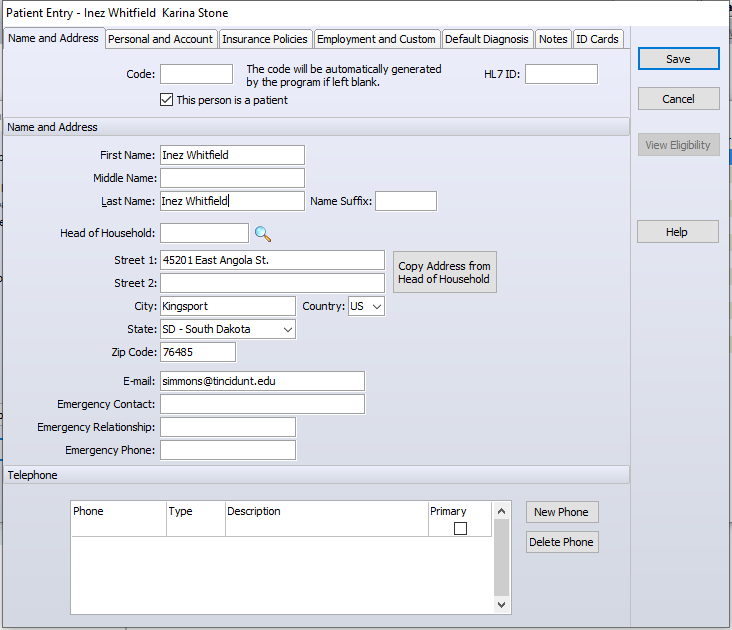 Patient Entry - Inez Whitfield  Karina Stone
Name and Address Personal and Account Insurance Policies Employment and Custom Default Diagnosis Notes ID Cards
Code: The code will be automatically generated HL7 ID:
by the program if left blank.
This person is a patient
Name and Address
First Name: Inez Whitfield
Middle Name:
Last Name: Inez Whitfield Name Suffix:
Head of Household:
Street 1: 45201 East Angola St.
Street 2:
Copy Address from
Head of Household
City: Kingsport Country: US
State: SD - South Dakota
Zip Code: 76485
E-mail: simmons@tincidunt.edu
Emergency Contact:
Emergency Relationship:
Emergency Phone:
Telephone
Phone Type Description Primary
New Phone
Delete Phone
Save
Cancel
View Eligibility
Help